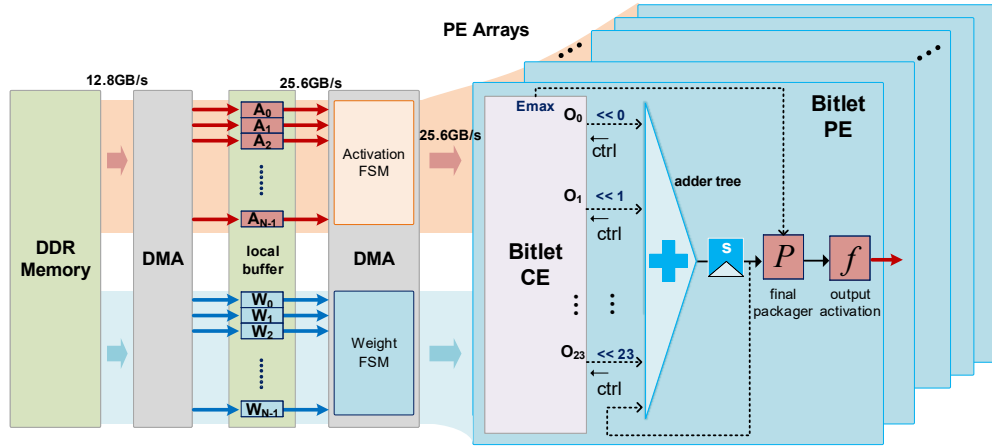 PE Arrays
12.8GB/s
25.6GB/s
25.6GB/s
DDR
Memory
DMA
A0
A1
A2
AN-1
local
buffer
W0
W1
W2
WN-1
Activation
FSM
DMA
Weight
FSM
Emax
Bitlet
CE
O0
<< 0
ctrl
O1
<< 1
ctrl
O23
<< 23
ctrl
adder tree
S
P
final
packager
f
output
activation
Bitlet
PE